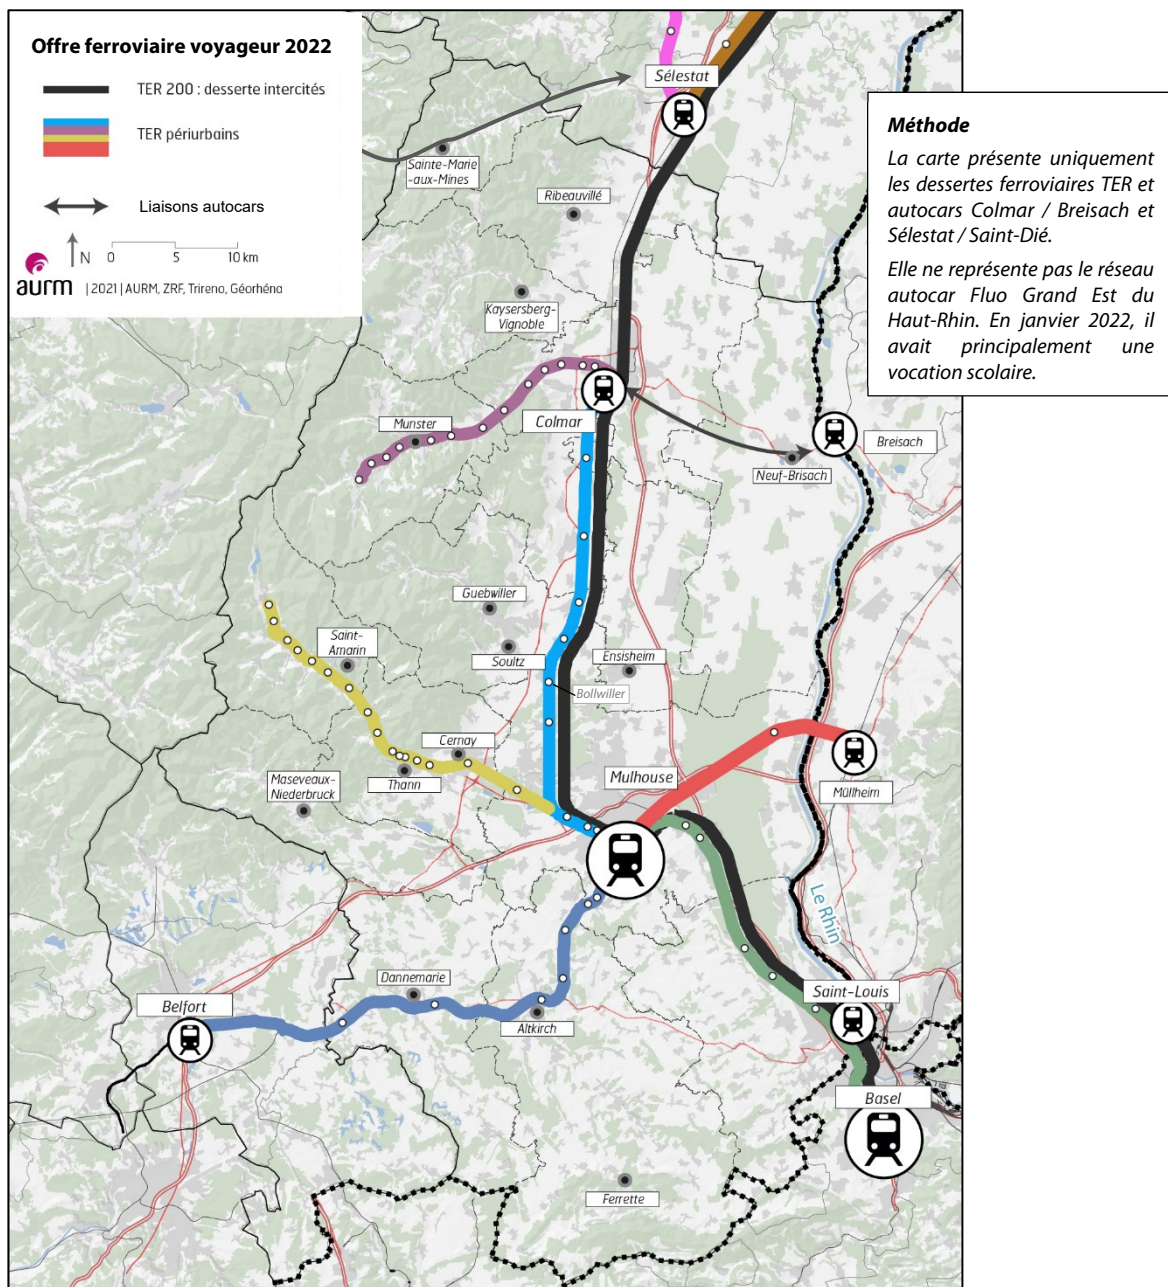 Offre ferroviaire voyageur 2022
TER 200 : desserte intercités
TER périurbains
Liaisons autocars
N
0 5 10 km
aurm | 2021 | AURM, ZRF, Trireno, Géorhéna
Méthode
La carte présente uniquement
les dessertes ferroviaires TER et
autocars Colmar / Breisach et
Sélestat / Saint-Dié.
Elle ne représente pas le réseau
autocar Fluo Grand Est du
Haut-Rhin. En janvier 2022, il
avait principalement une
vocation scolaire.
Sélestat
Sainte-Marie
-aux-Mines
Ribeauvillé
Kaysersberg-
Vignoble
Colmar
Munster
Breisach
Neuf-Brisach
Guebwiller
Soultz
Ensisheim
Bollwiller
Saint-
Amarin
Cernay
Thann
Maseveaux-
Niederbruck
Mulhouse
Müllheim
Le Rhin
Dannemarie
Altkirch
Belfort
Saint-Louis
Basel
Ferrette